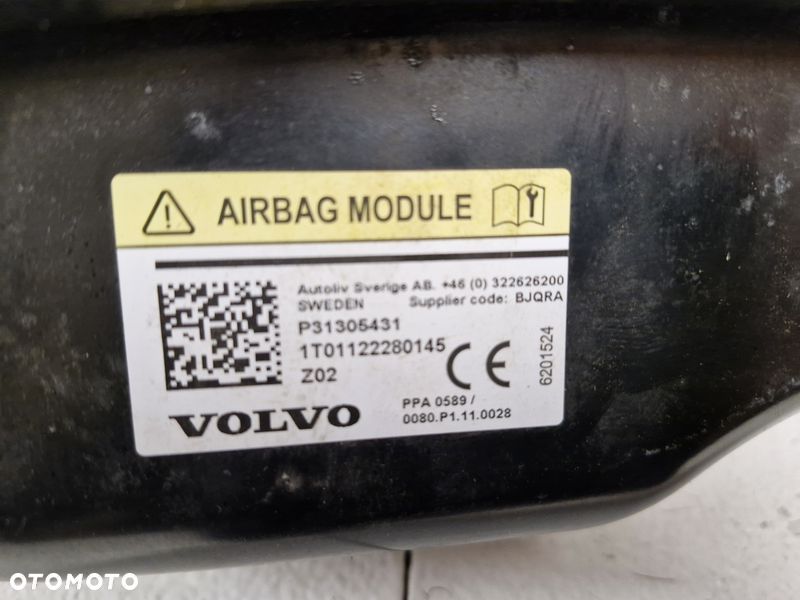 AIRBAG MODULE
Autoliv Sverige AB. +46 (0) 322626200
SWEDEN Supplier code: BJQRA
P31305431
1T01122280145
Z02
CE
6201524
VOLVO
PPA 0589 /
0080.P1.11.0028
OTOMOTO